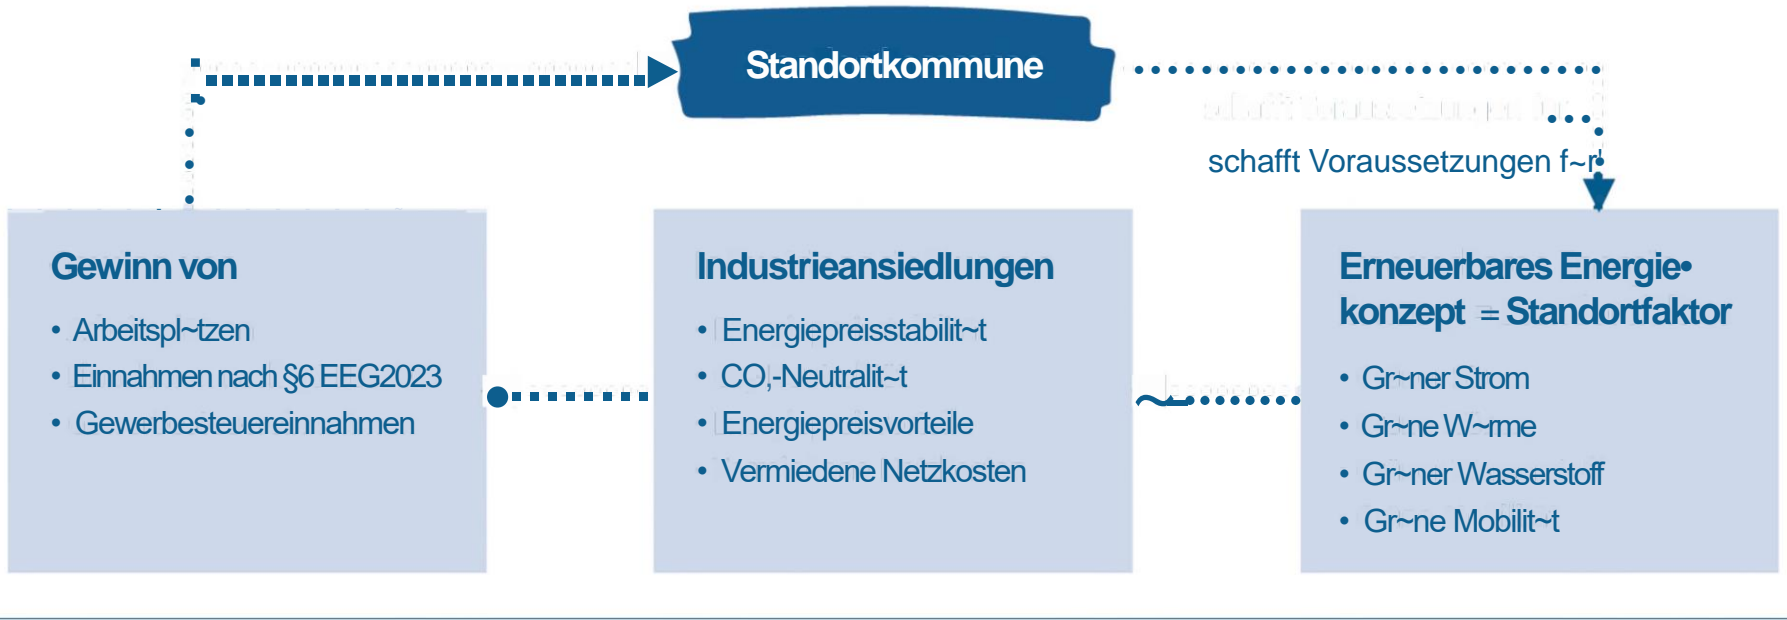 Standortkommune
schafft Voraussetzungen f~r
Gewinn von
• Arbeitspl~tzen
• Einnahmen nach §6 EEG2023
• Gewerbesteuereinnahmen
Industrieansiedlungen
• Energiepreisstabilit~t
• CO,-Neutralit~t
• Energiepreisvorteile
• Vermiedene Netzkosten
Erneuerbares Energie•
konzept = Standortfaktor
• Gr~ner Strom
• Gr~ne W~rme
• Gr~ner Wasserstoff
• Gr~ne Mobilit~t